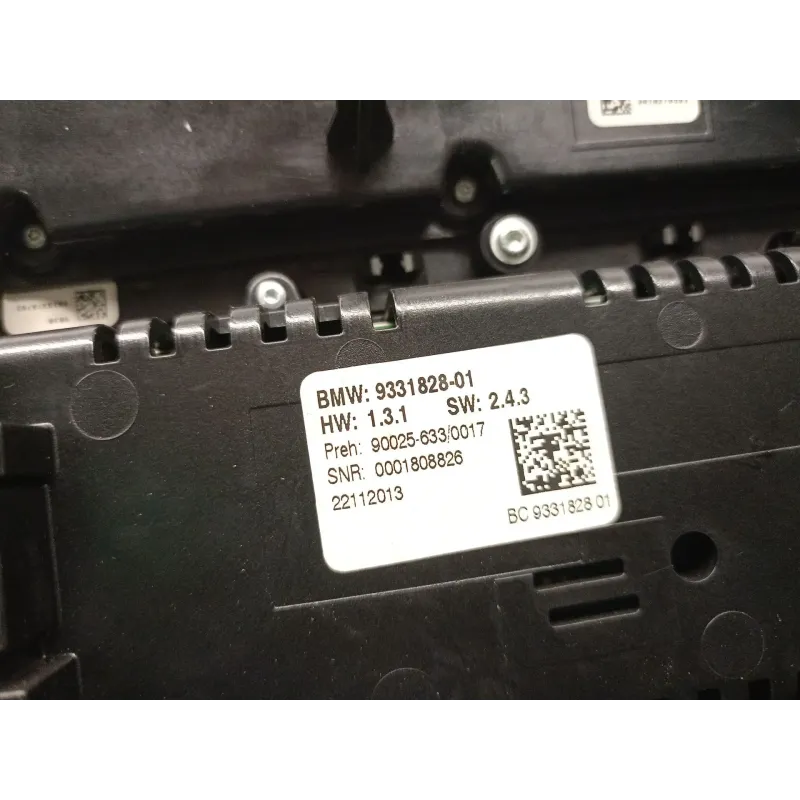 BMW: 9331828-01
HW: 1.3.1 SW: 2.4.3
Preh: 90025-633/0017
SNR: 0001808826
22112013
BC 9331828 01